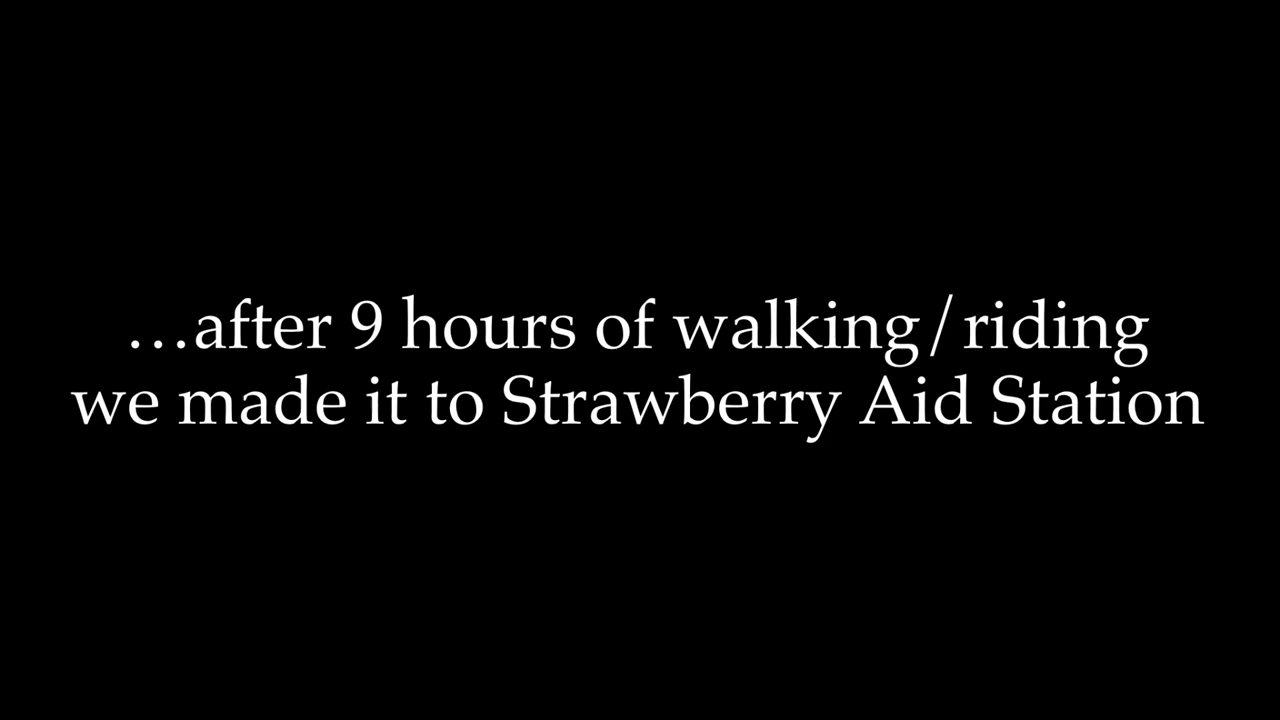 …after 9 hours of walking/riding
we made it to Strawberry Aid Station